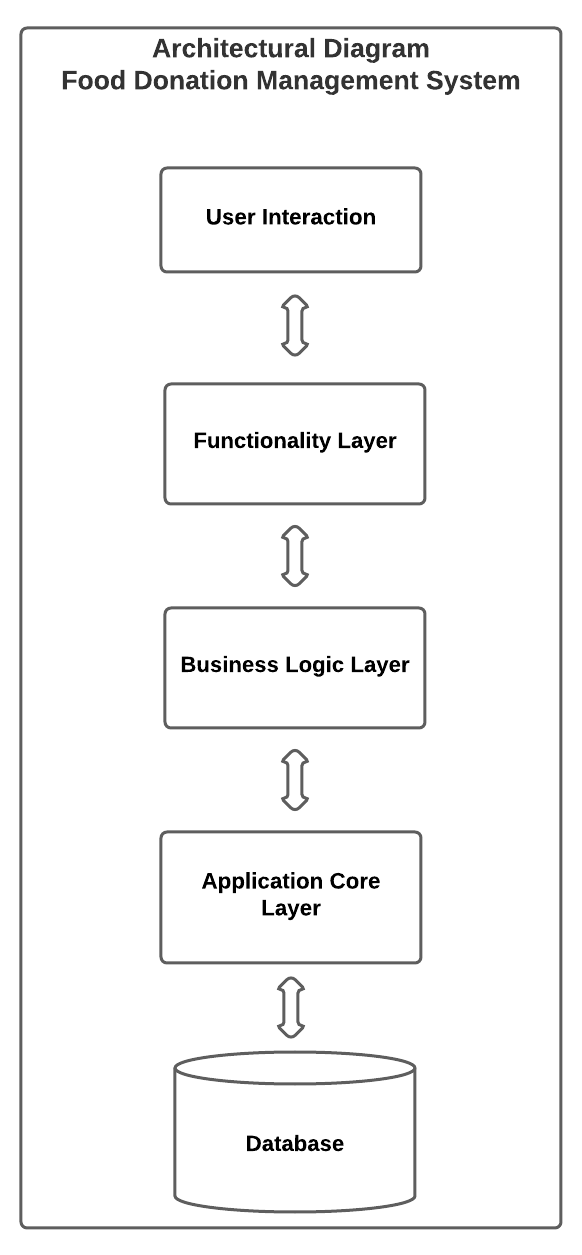 Architectural Diagram
Food Donation Management System
User Interaction
Functionality Layer
Business Logic Layer
Application Core
Layer
Database